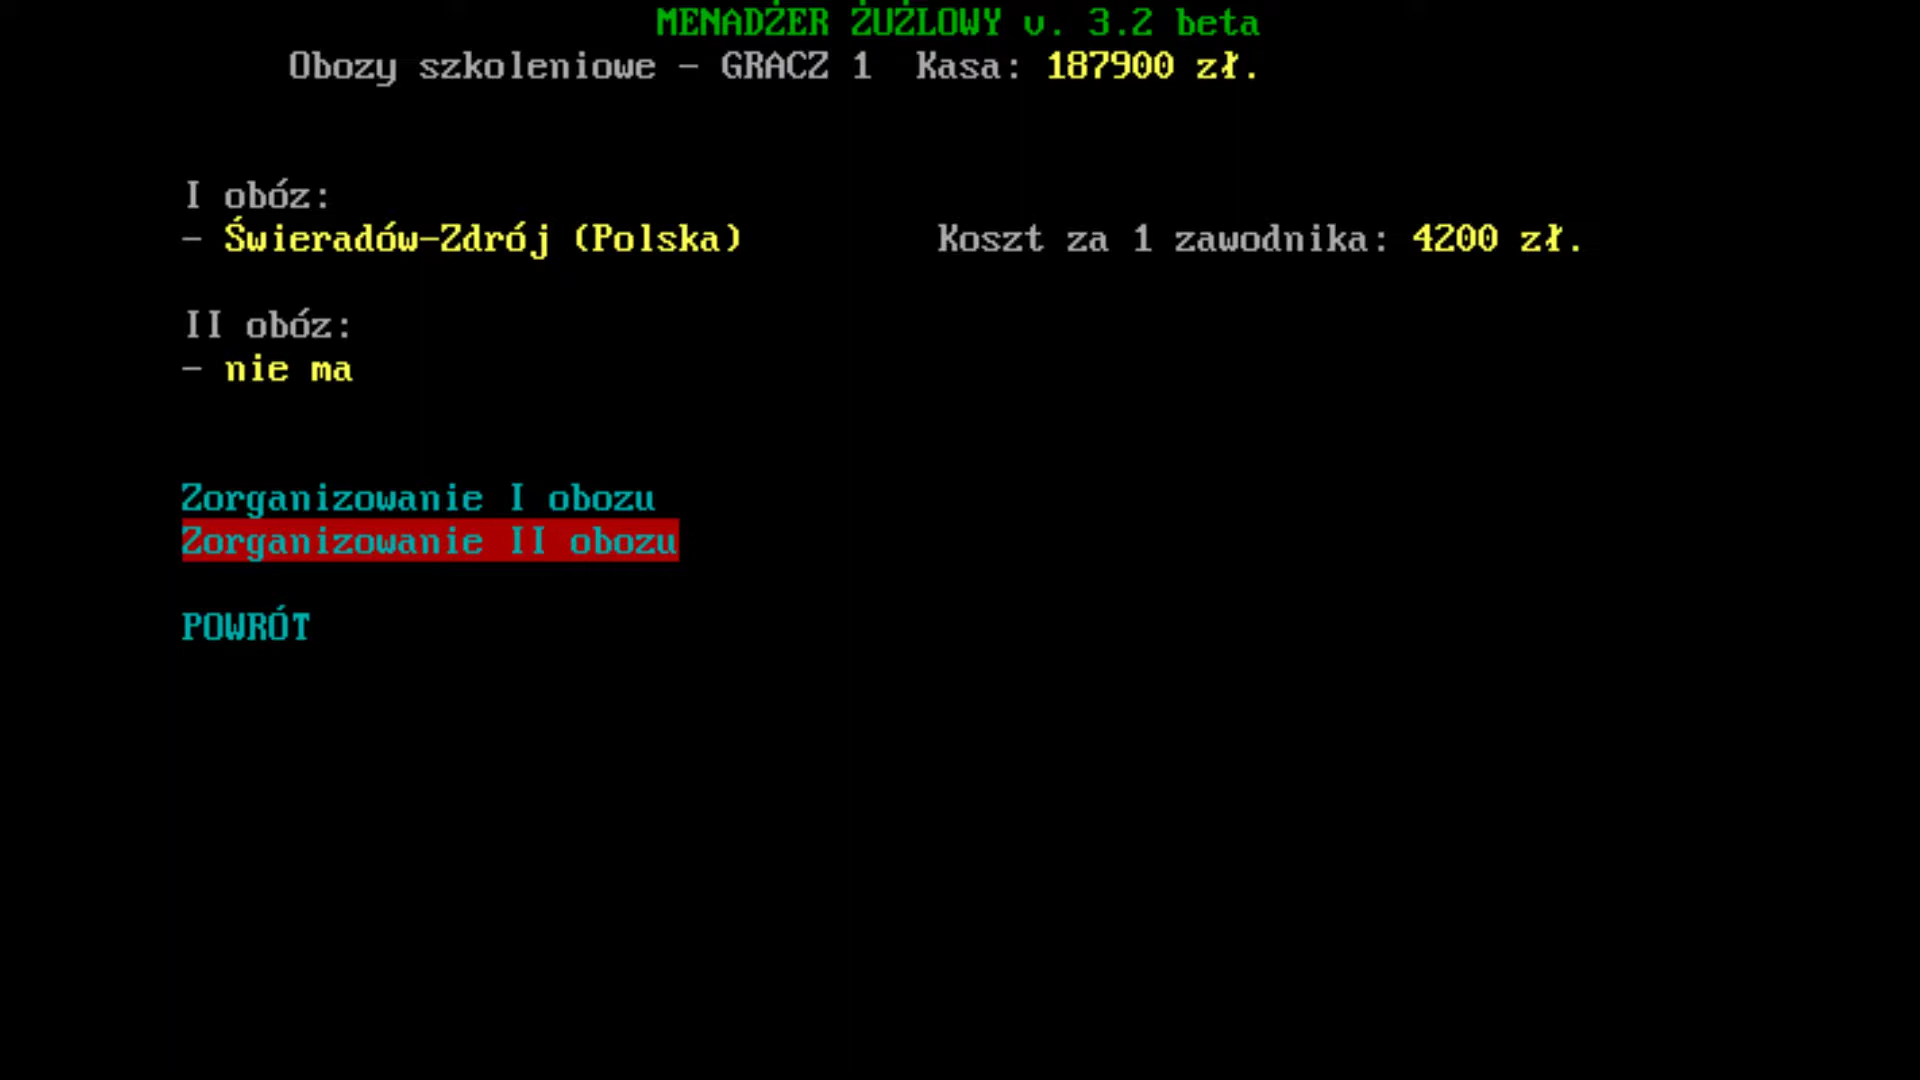 MENADŻER ŻUŻLOWY v. 3.2 beta
Obozy szkoleniowe - GRACZ 1 Kasa: 187900 zł.
I obóz:
- Świeradów-Zdrój (Polska) Koszt za 1 zawodnika: 4200 zł.
II obóz:
- nie ma
Zorganizowanie I obozu
Zorganizowanie II obozu
POWRÓT